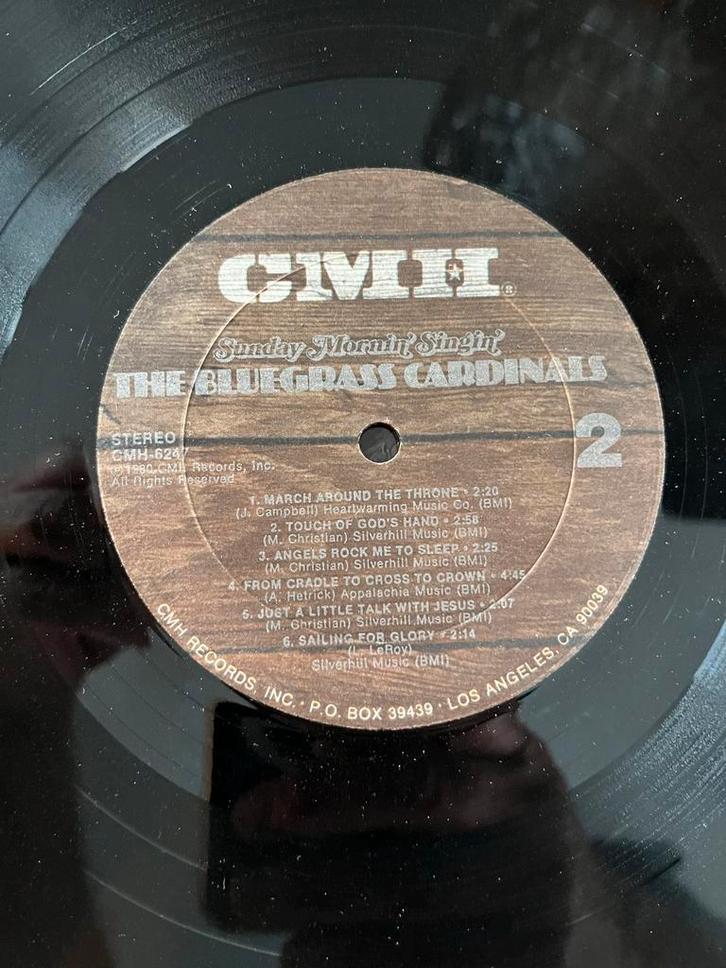 CMH®
Sunday Mornin' Singin'
THE BLUEGRASS CARDINALS
STEREO
CMH-6247
2
℗1980 CMH Records, Inc.
All Rights Reserved
1. MARCH AROUND THE THRONE • 2:20
(J. Campbell) Heartwarming Music Co. (BMI)
2. TOUCH OF GOD'S HAND • 2:58
(M. Christian) Silverhill Music (BMI)
3. ANGELS ROCK ME TO SLEEP • 2:25
(M. Christian) Silverhill Music (BMI)
4. FROM CRADLE TO CROSS TO CROWN • 4:45
(A. Hetrick) Appalachia Music (BMI)
5. JUST A LITTLE TALK WITH JESUS • 2:07
(M. Christian) Silverhill Music (BMI)
6. SAILING FOR GLORY • 2:14
(L. LeRoy)
Silverhill Music (BMI)
CMH RECORDS, INC. • P.O. BOX 39439 • LOS ANGELES, CA 90039